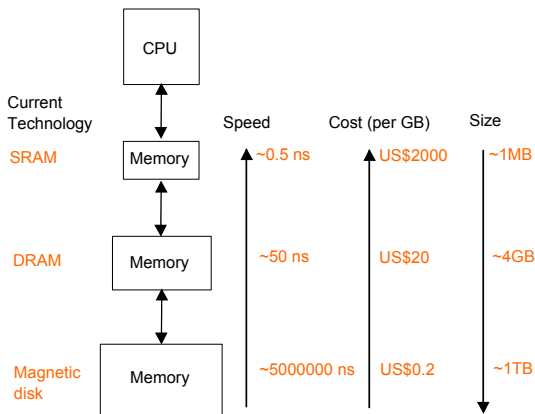 CPU
Current
Technology
Speed
Cost (per GB)
Size
SRAM
Memory
~0.5 ns
US$2000
~1MB
DRAM
Memory
~50 ns
US$20
~4GB
Magnetic
disk
Memory
~5000000 ns
US$0.2
~1TB